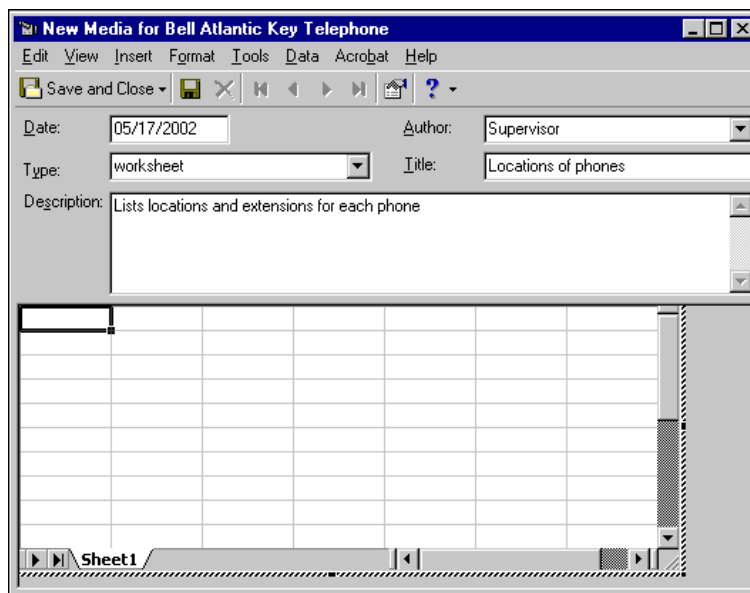 New Media for Bell Atlantic Key Telephone
Edit View Insert Format Tools Data Acrobat Help
Save and Close
Date: 05/17/2002 Author: Supervisor
Type: worksheet Title: Locations of phones
Description: Lists locations and extensions for each phone
Sheet1